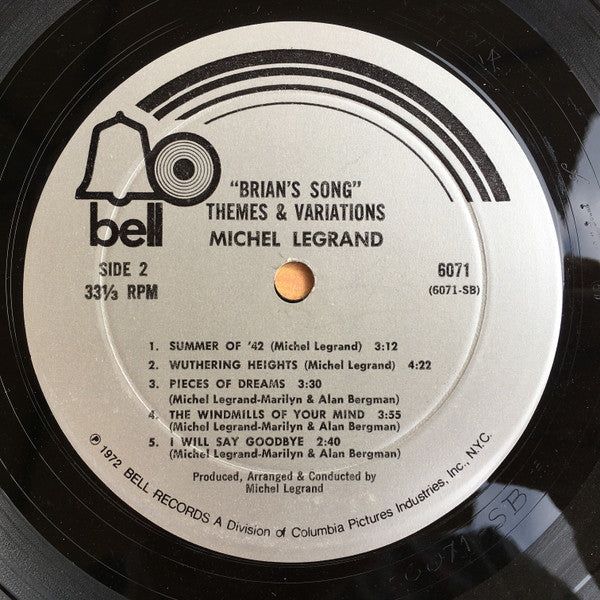 bell
"BRIAN'S SONG"
THEMES & VARIATIONS
MICHEL LEGRAND
SIDE 2
33⅓ RPM
6071
(6071-SB)
1. SUMMER OF '42 (Michel Legrand) 3:12
2. WUTHERING HEIGHTS (Michel Legrand) 4:22
3. PIECES OF DREAMS 3:30
(Michel Legrand-Marilyn & Alan Bergman)
4. THE WINDMILLS OF YOUR MIND 3:55
(Michel Legrand-Marilyn & Alan Bergman)
5. I WILL SAY GOODBYE 2:40
(Michel Legrand-Marilyn & Alan Bergman)
Produced, Arranged & Conducted by
Michel Legrand
℗ 1972 BELL RECORDS A Division of Columbia Pictures Industries, Inc., N.Y.C.
6071 SB